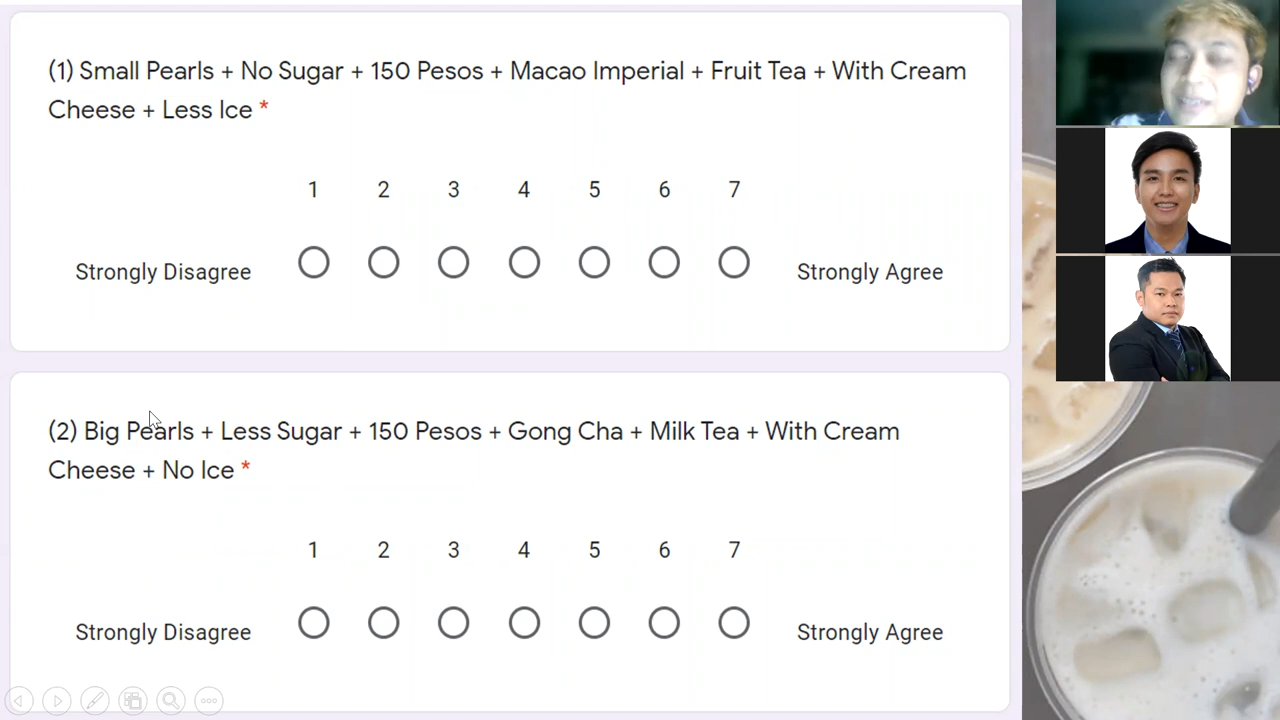 (1) Small Pearls + No Sugar + 150 Pesos + Macao Imperial + Fruit Tea + With Cream
Cheese + Less Ice *
1 2 3 4 5 6 7
Strongly Disagree Strongly Agree
(2) Big Pearls + Less Sugar + 150 Pesos + Gong Cha + Milk Tea + With Cream
Cheese + No Ice *
1 2 3 4 5 6 7
Strongly Disagree Strongly Agree